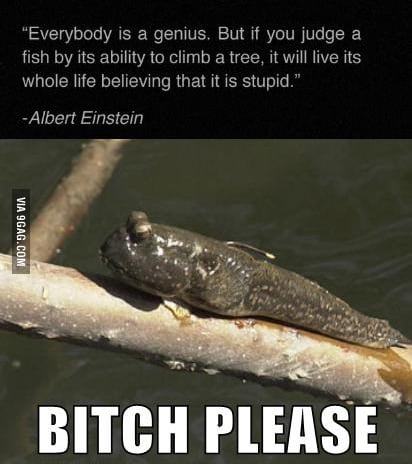 “Everybody is a genius. But if you judge a
fish by its ability to climb a tree, it will live its
whole life believing that it is stupid.”
-Albert Einstein
VIA 9GAG.COM
BITCH PLEASE